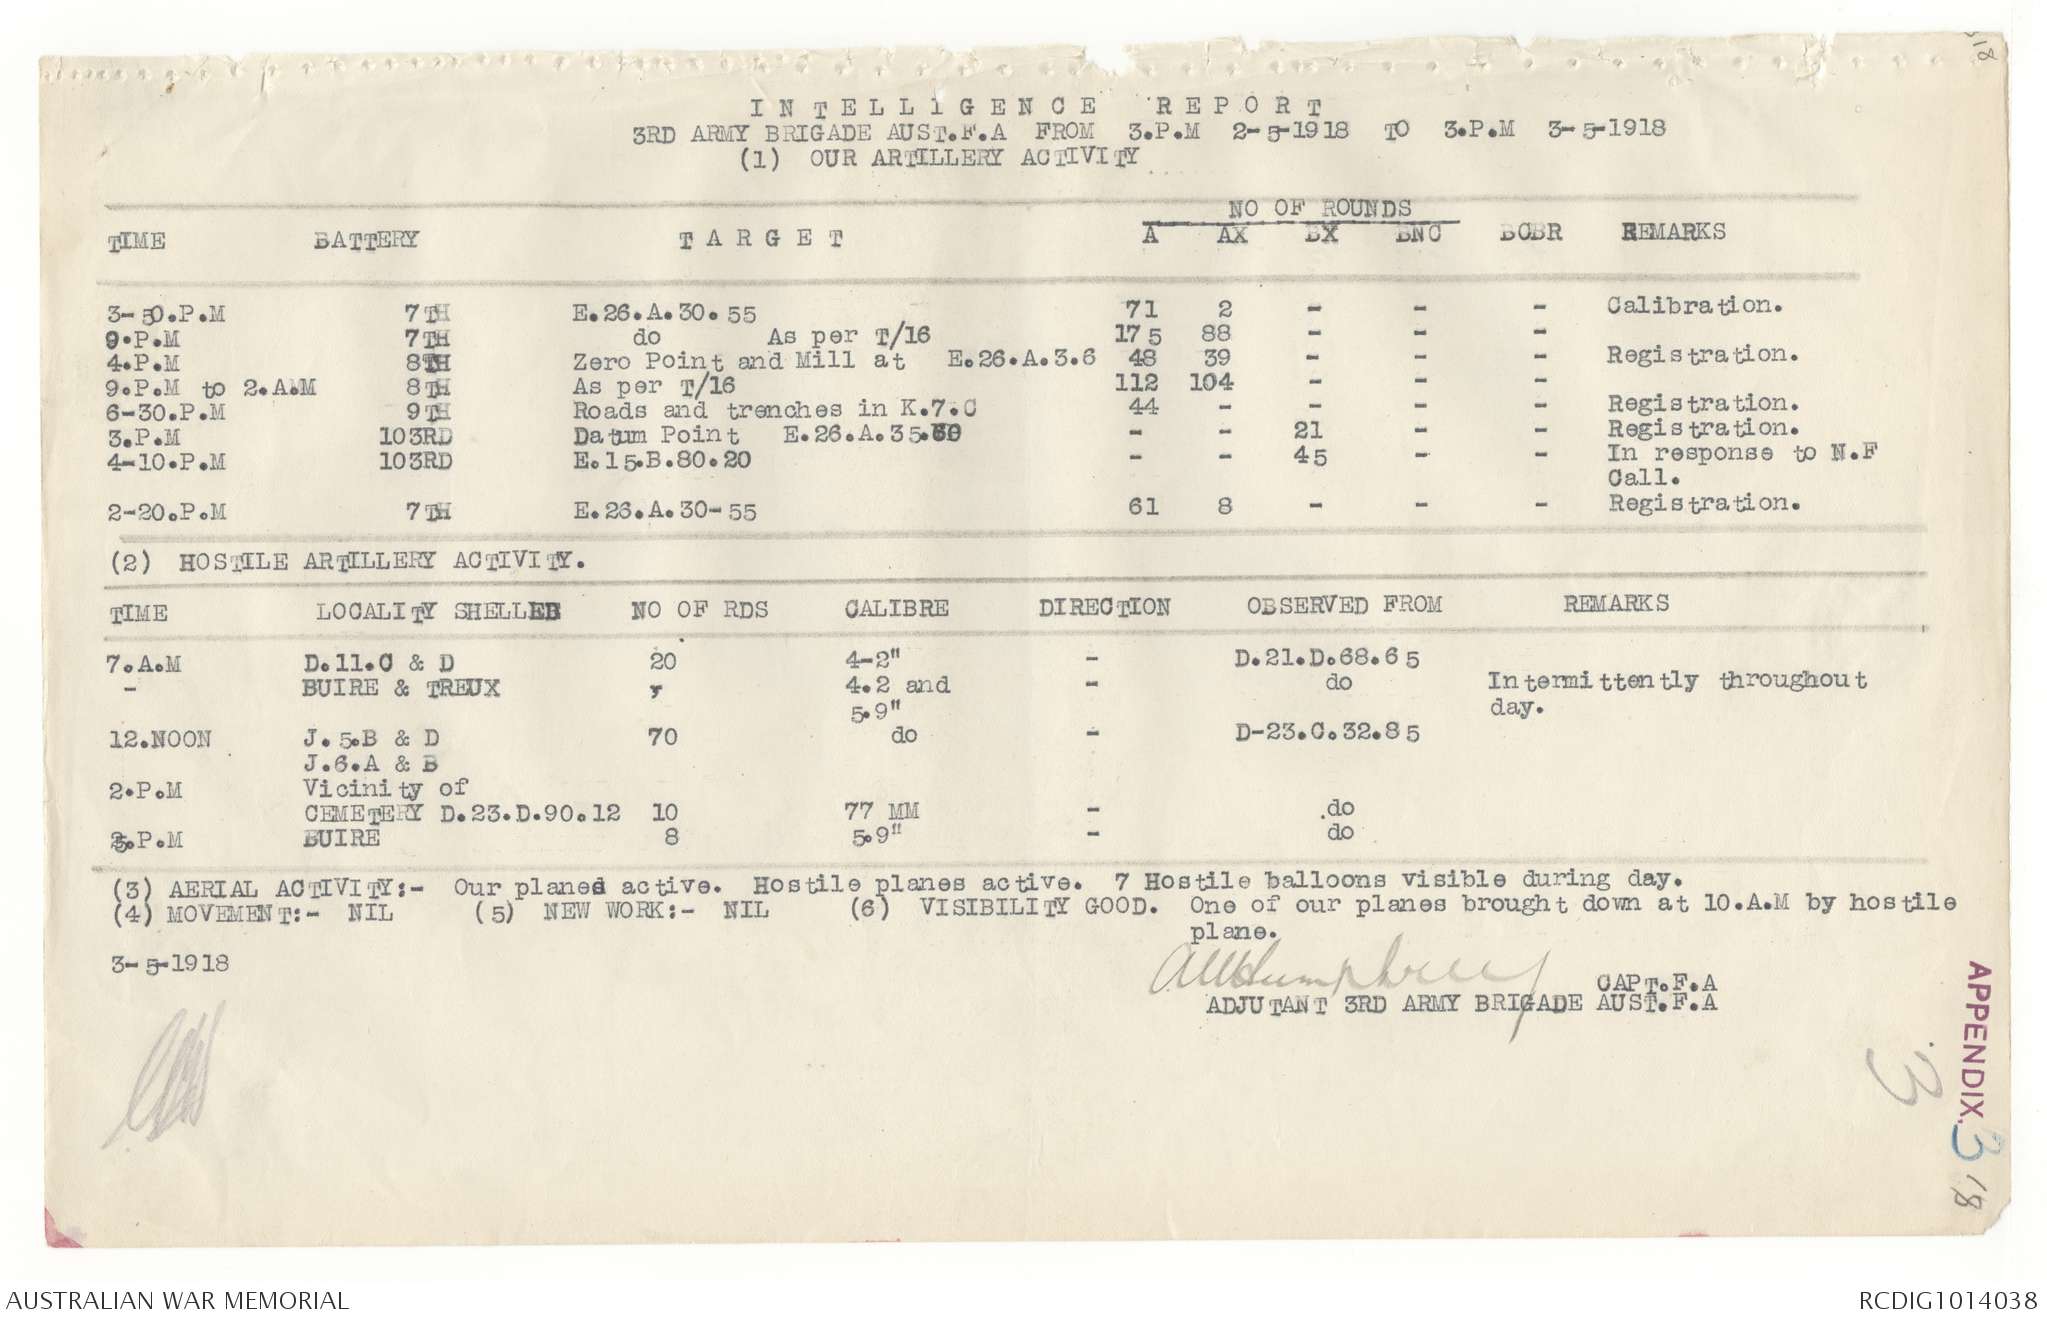 318
INTELLIGENCE REPORT
3RD ARMY BRIGADE AUST.F.A FROM 3.P.M 2-5-1918 TO 3.P.M 3-5-1918
(1) OUR ARTILLERY ACTIVITY
NO OF ROUNDS
TIME BATTERY TARGET A AX BX BNC BCBR REMARKS
3-50.P.M 7TH E.26.A.30.55 71 2 - - - Calibration.
9.P.M 7TH do As per T/16 175 88 - - -
4.P.M 8TH Zero Point and Mill at E.26.A.3.6 48 39 - - - Registration.
9.P.M to 2.A.M 8TH As per T/16 112 104 - - -
6-30.P.M 9TH Roads and trenches in K.7.C 44 - - - - Registration.
3.P.M 103RD Datum Point E.26.A.35. - - 21 - - Registration.
4-10.P.M 103RD E.15.B.80.20 - - 45 - - In response to N.F
Call.
2-20.P.M 7TH E.26.A.30-55 61 8 - - - Registration.
(2) HOSTILE ARTILLERY ACTIVITY.
TIME LOCALITY SHELLED NO OF RDS CALIBRE DIRECTION OBSERVED FROM REMARKS
7.A.M D.11.C & D 20 4-2" - D.21.D.68.65
- BUIRE & TREUX , 4.2 and - do Intermittently throughout
5.9" day.
12.NOON J.5.B & D 70 do - D-23.C.32.85
J.6.A & B
2.P.M Vicinity of
CEMETERY D.23.D.90.12 10 77 MM - do
.P.M BUIRE 8 5.9" - do
(3) AERIAL ACTIVITY:- Our planes active. Hostile planes active. 7 Hostile balloons visible during day.
(4) MOVEMENT:- NIL (5) NEW WORK:- NIL (6) VISIBILITY GOOD. One of our planes brought down at 10.A.M by hostile
plane.
3-5-1918
Humphrey CAPT.F.A
ADJUTANT 3RD ARMY BRIGADE AUST.F.A
3
APPENDIX. 3
18
AUSTRALIAN WAR MEMORIAL RCDIG1014038